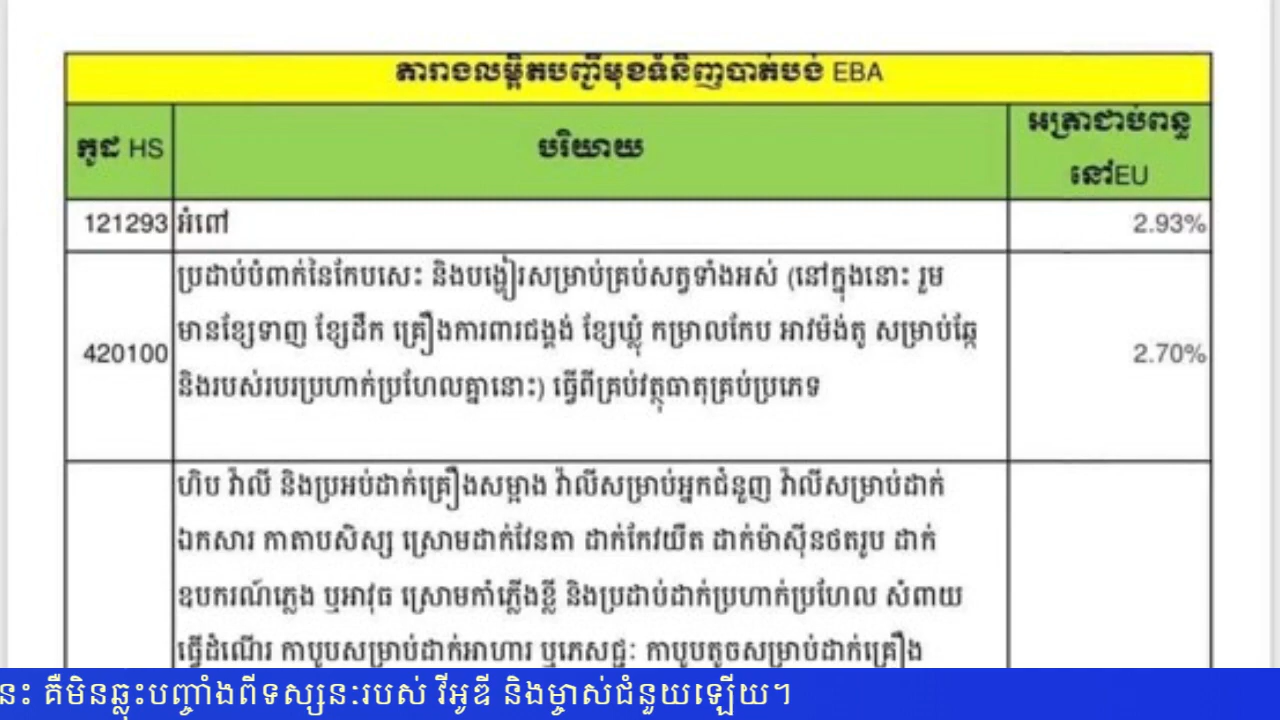 តារាងលម្អិតបញ្ជីមុខទំនិញបាត់បង់ EBA
កូដ HS
បរិយាយ
អត្រាជាប់ពន្ធ
នៅEU
121293
អំពៅ
2.93%
ប្រដាប់បំពាក់នៃកែបសេះ និងបង្ហៀរសម្រាប់គ្រប់សត្វទាំងអស់ (នៅក្នុងនោះ រួម
មានខ្សែទាញ ខ្សែដឹក គ្រឿងការពារជង្គង់ ខ្សែឃ្លុំ កម្រាលកែប អាវម៉ង់តូ សម្រាប់ឆ្កែ
និងរបស់របរប្រហាក់ប្រហែលគ្នានោះ) ធ្វើពីគ្រប់វត្ថុធាតុគ្រប់ប្រភេទ
420100
2.70%
ហិប វ៉ាលី និងប្រអប់ដាក់គ្រឿងសម្អាង វ៉ាលីសម្រាប់អ្នកជំនួញ វ៉ាលីសម្រាប់ដាក់
ឯកសារ កាតាបសិស្ស ស្រោមដាក់វែនតា ដាក់កែវយឺត ដាក់ម៉ាស៊ីនថតរូប ដាក់
ឧបករណ៍ភ្លេង ឬអាវុធ ស្រោមកាំភ្លើងខ្លី និងប្រដាប់ដាក់ប្រហាក់ប្រហែល សំពាយ
ធ្វើដំណើរ កាបូបសម្រាប់ដាក់អាហារ ឬភេសជ្ជៈ កាបូបតូចសម្រាប់ដាក់គ្រឿង
នេះ គឺមិនឆ្លុះបញ្ចាំងពីទស្សនៈរបស់ វីអូឌី និងម្ចាស់ជំនួយឡើយ។